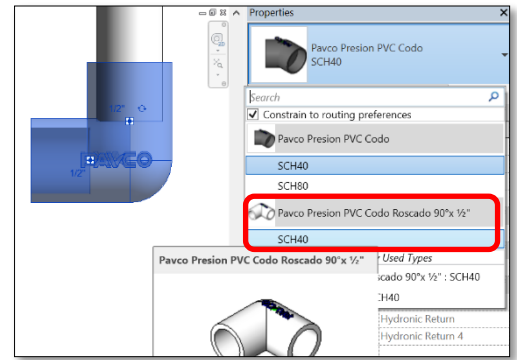 Properties
Pavco Presion PVC Codo
SCH40
Search
Constrain to routing preferences
Pavco Presion PVC Codo
SCH40
SCH80
Pavco Presion PVC Codo Roscado 90°x ½"
SCH40
Used Types
scado 90°x ½" : SCH40
Hydronic Return
Hydronic Return 4
1/2"
PAVCO
1/2"
Pavco Presion PVC Codo Roscado 90°x ½"